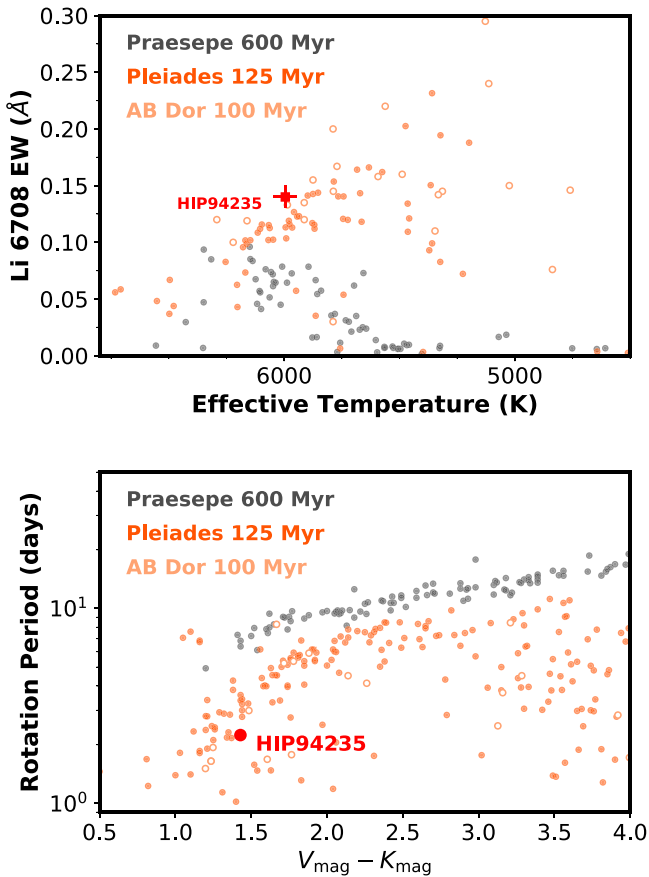 0.30
0.25
0.20
0.15
0.10
0.05
0.00
Li 6708 EW (Å)
Praesepe 600 Myr
Pleiades 125 Myr
AB Dor 100 Myr
HIP94235
6000
5000
Effective Temperature (K)
10¹
10⁰
Rotation Period (days)
Praesepe 600 Myr
Pleiades 125 Myr
AB Dor 100 Myr
HIP94235
0.5 1.0 1.5 2.0 2.5 3.0 3.5 4.0
V_mag − K_mag